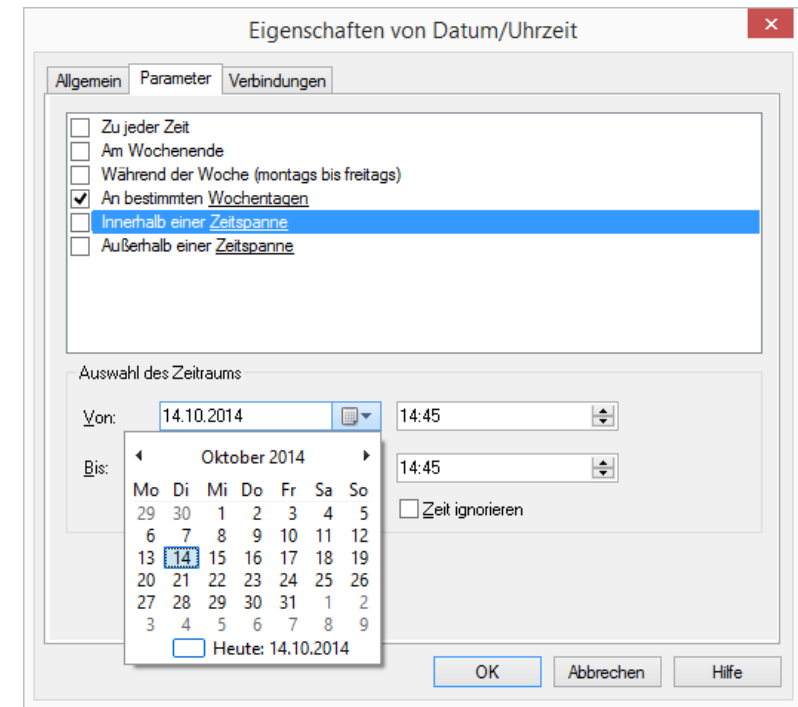 Eigenschaften von Datum/Uhrzeit
Allgemein Parameter Verbindungen
Zu jeder Zeit
Am Wochenende
Während der Woche (montags bis freitags)
An bestimmten Wochentagen
Innerhalb einer Zeitspanne
Außerhalb einer Zeitspanne
Auswahl des Zeitraums
Von: 14.10.2014 14:45
Bis: 14:45
Zeit ignorieren
Oktober 2014
Mo Di Mi Do Fr Sa So
29 30 1 2 3 4 5
6 7 8 9 10 11 12
13 14 15 16 17 18 19
20 21 22 23 24 25 26
27 28 29 30 31 1 2
3 4 5 6 7 8 9
Heute: 14.10.2014
OK Abbrechen Hilfe